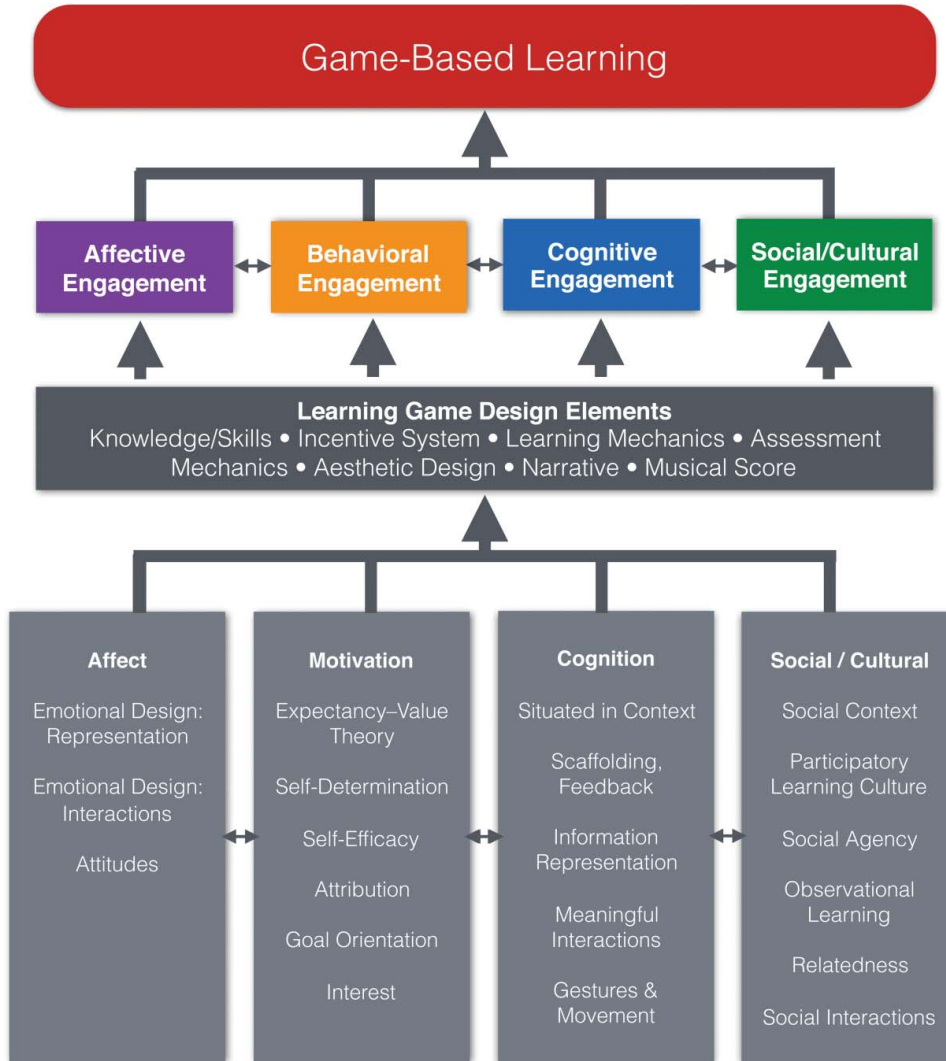 Game-Based Learning
Affective
Engagement
Behavioral
Engagement
Cognitive
Engagement
Social/Cultural
Engagement
Learning Game Design Elements
Knowledge/Skills • Incentive System • Learning Mechanics • Assessment
Mechanics • Aesthetic Design • Narrative • Musical Score
Affect
Emotional Design:
Representation
Emotional Design:
Interactions
Attitudes
Motivation
Expectancy–Value
Theory
Self-Determination
Self-Efficacy
Attribution
Goal Orientation
Interest
Cognition
Situated in Context
Scaffolding,
Feedback
Information
Representation
Meaningful
Interactions
Gestures &
Movement
Social / Cultural
Social Context
Participatory
Learning Culture
Social Agency
Observational
Learning
Relatedness
Social Interactions